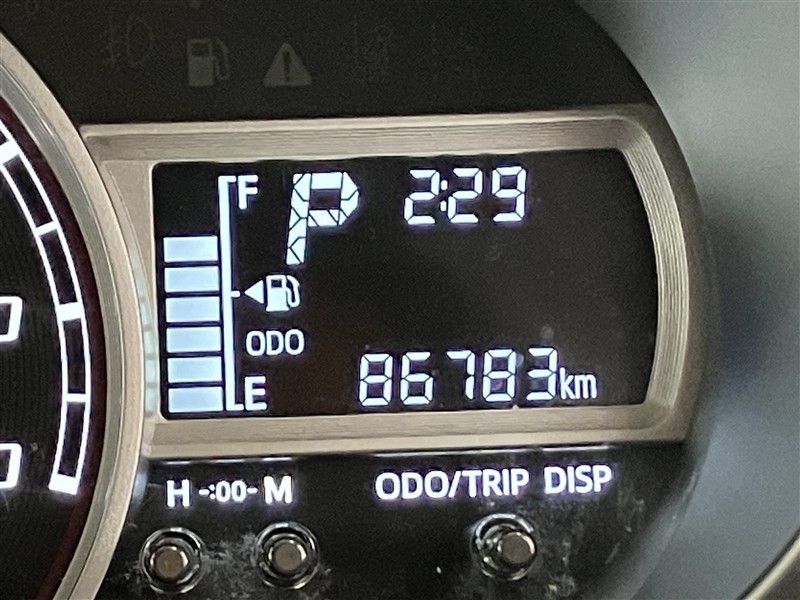 F P 2:29
ODO
E 86783km
H -:00- M ODO/TRIP DISP